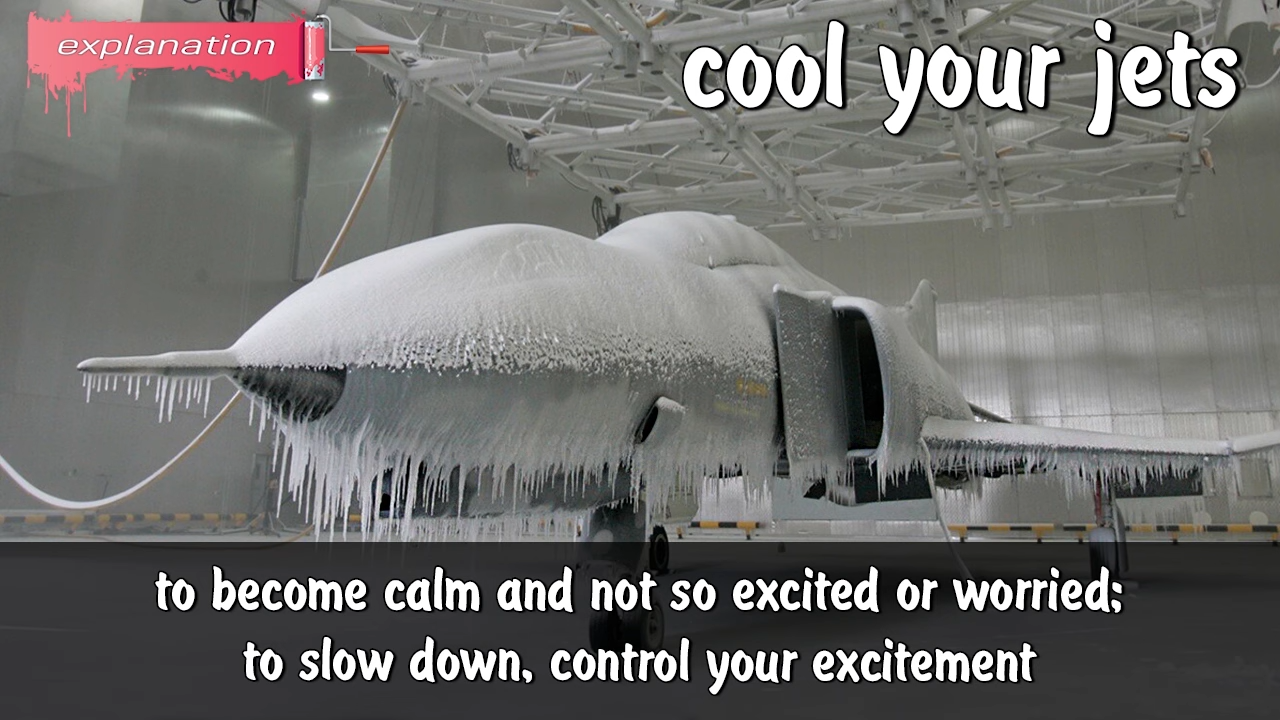 explanation
cool your jets
to become calm and not so excited or worried;
to slow down, control your excitement